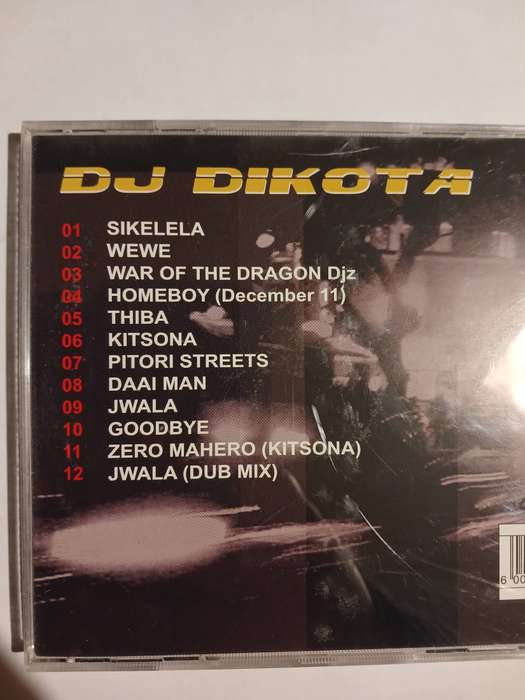 DJ DIKOTA
01 SIKELELA
02 WEWE
03 WAR OF THE DRAGON Djz
04 HOMEBOY (December 11)
05 THIBA
06 KITSONA
07 PITORI STREETS
08 DAAI MAN
09 JWALA
10 GOODBYE
11 ZERO MAHERO (KITSONA)
12 JWALA (DUB MIX)
6 00